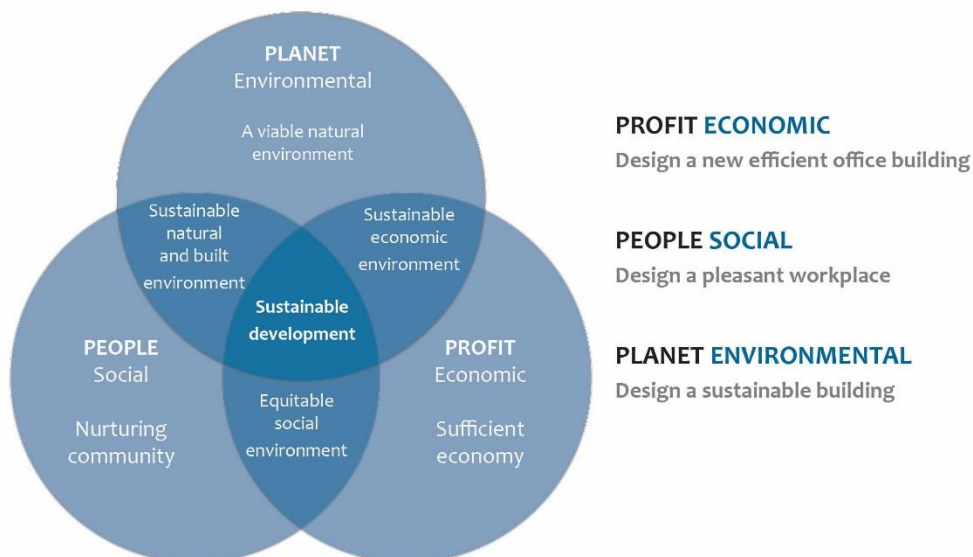 PLANET
Environmental
A viable natural
environment
Sustainable
natural
and built
environment
Sustainable
economic
environment
Sustainable
development
PEOPLE
Social
Nurturing
community
PROFIT
Economic
Sufficient
economy
Equitable
social
environment
PROFIT ECONOMIC
Design a new efficient office building
PEOPLE SOCIAL
Design a pleasant workplace
PLANET ENVIRONMENTAL
Design a sustainable building